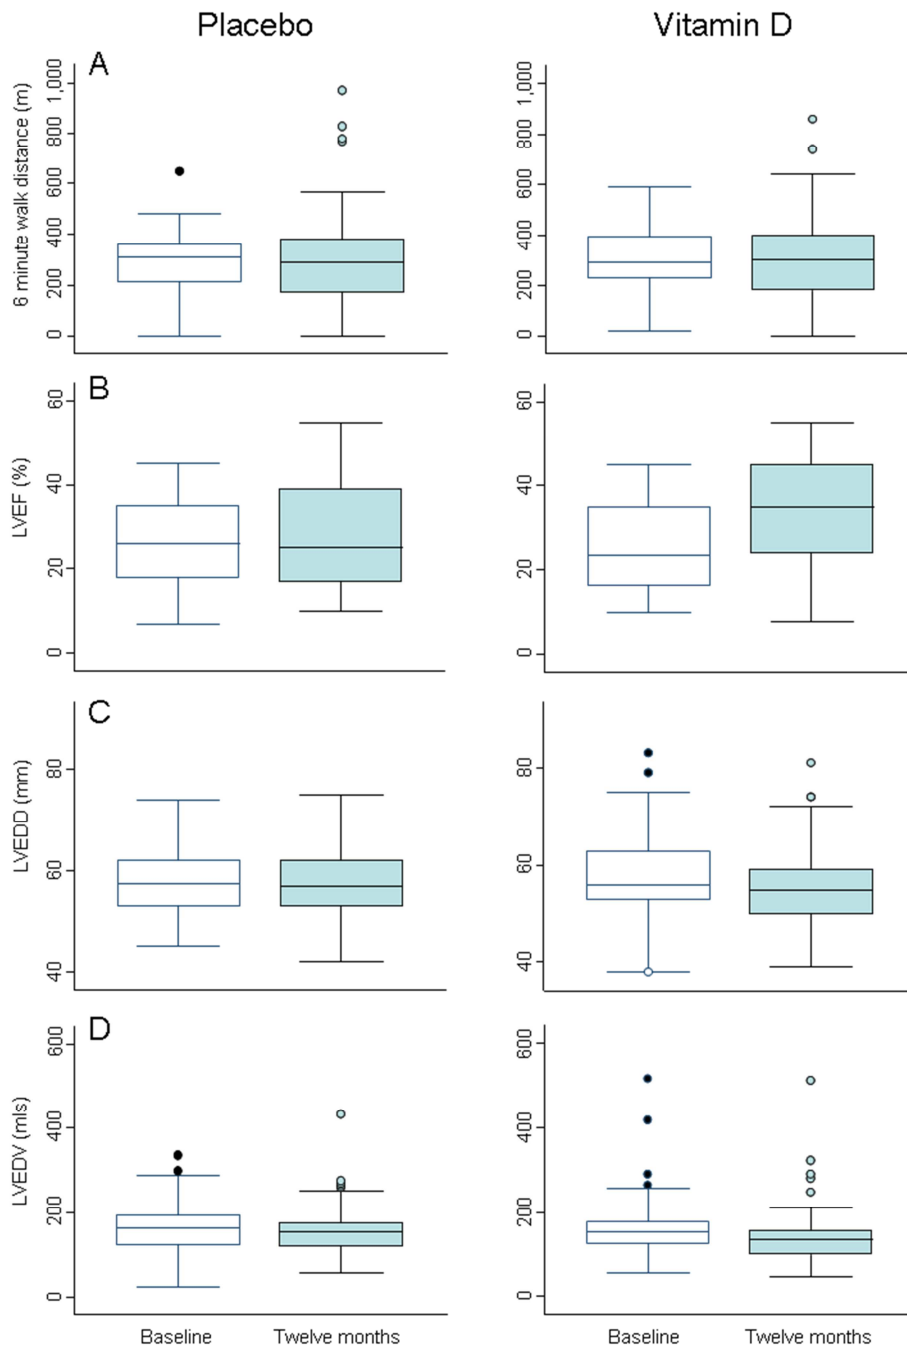 Placebo
Vitamin D
A
6 minute walk distance (m)
1,000
800
600
400
200
0
1,000
800
600
400
200
0
B
LVEF (%)
60
40
20
0
60
40
20
0
C
LVEDD (mm)
80
60
40
80
60
40
D
LVEDV (mls)
600
400
200
0
600
400
200
0
Baseline Twelve months
Baseline Twelve months